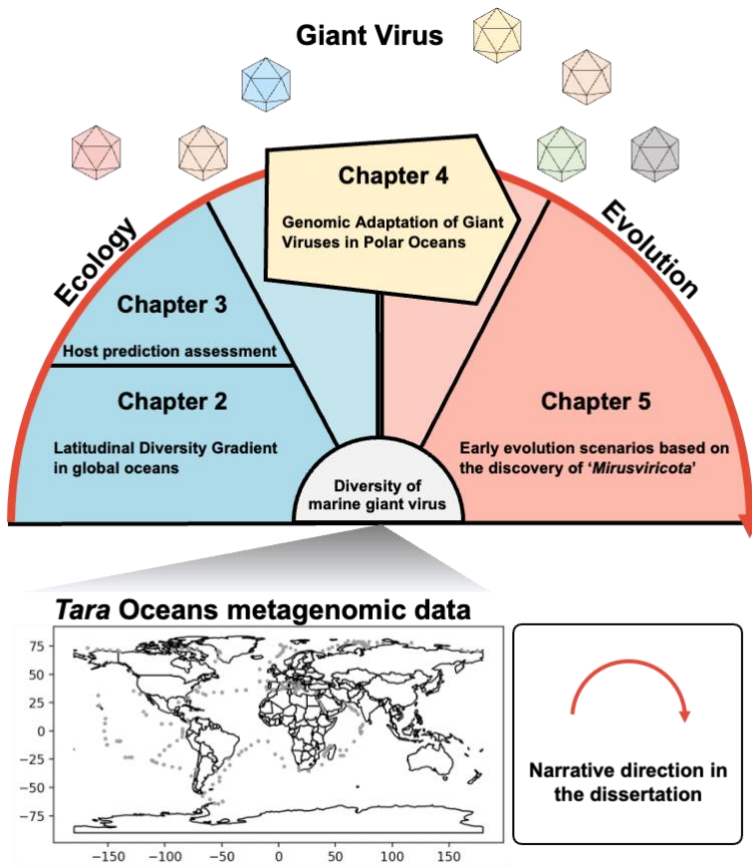 Giant Virus
Ecology
Evolution
Chapter 4
Genomic Adaptation of Giant
Viruses in Polar Oceans
Chapter 3
Host prediction assessment
Chapter 2
Latitudinal Diversity Gradient
in global oceans
Chapter 5
Early evolution scenarios based on
the discovery of ‘Mirusviricota’
Diversity of
marine giant virus
Tara Oceans metagenomic data
75
50
25
0
−25
−50
−75
−150 −100 −50 0 50 100 150
Narrative direction in
the dissertation